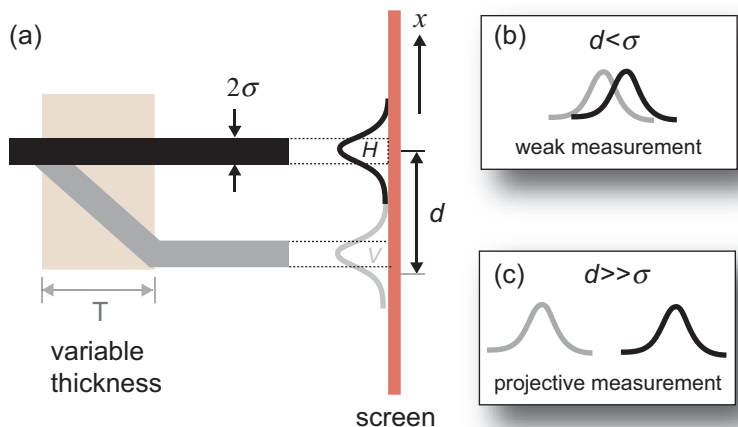 (a)
x
2σ
H
d
V
T
variable
thickness
screen
(b)
d<σ
weak measurement
(c)
d>>σ
projective measurement